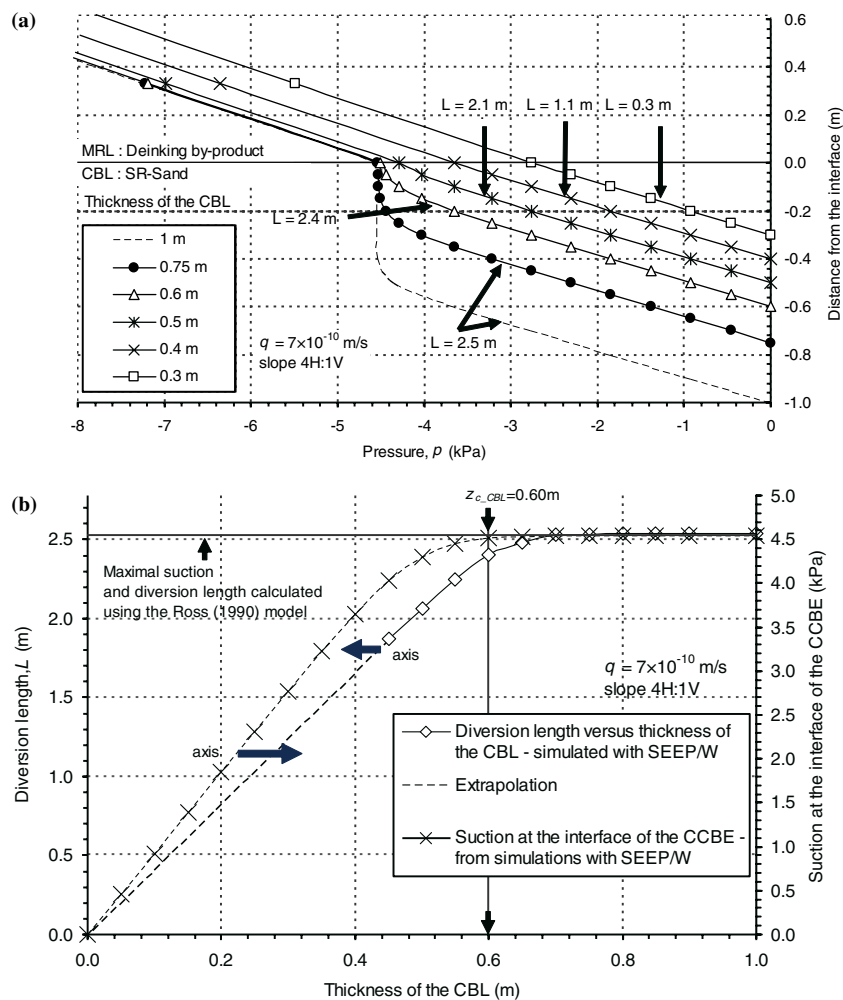 (a)
0.6
0.4
0.2
0.0
-0.2
-0.4
-0.6
-0.8
-1.0
Distance from the interface (m)
L = 2.1 m
L = 1.1 m
L = 0.3 m
MRL : Deinking by-product
CBL : SR-Sand
Thickness of the CBL
L = 2.4 m
1 m
0.75 m
0.6 m
0.5 m
0.4 m
0.3 m
q = 7×10⁻¹⁰ m/s
slope 4H:1V
L = 2.5 m
-8 -7 -6 -5 -4 -3 -2 -1 0
Pressure, p (kPa)
(b)
z_c_CBL=0.60m
2.5
2.0
1.5
1.0
0.5
0.0
Diversion length, L (m)
5.0
4.5
4.0
3.5
3.0
2.5
2.0
1.5
1.0
0.5
0.0
Suction at the interface of the CCBE (kPa)
Maximal suction
and diversion length calculated
using the Ross (1990) model
axis
q = 7×10⁻¹⁰ m/s
slope 4H:1V
axis
Diversion length versus thickness of
the CBL - simulated with SEEP/W
Extrapolation
Suction at the interface of the CCBE -
from simulations with SEEP/W
0.0 0.2 0.4 0.6 0.8 1.0
Thickness of the CBL (m)